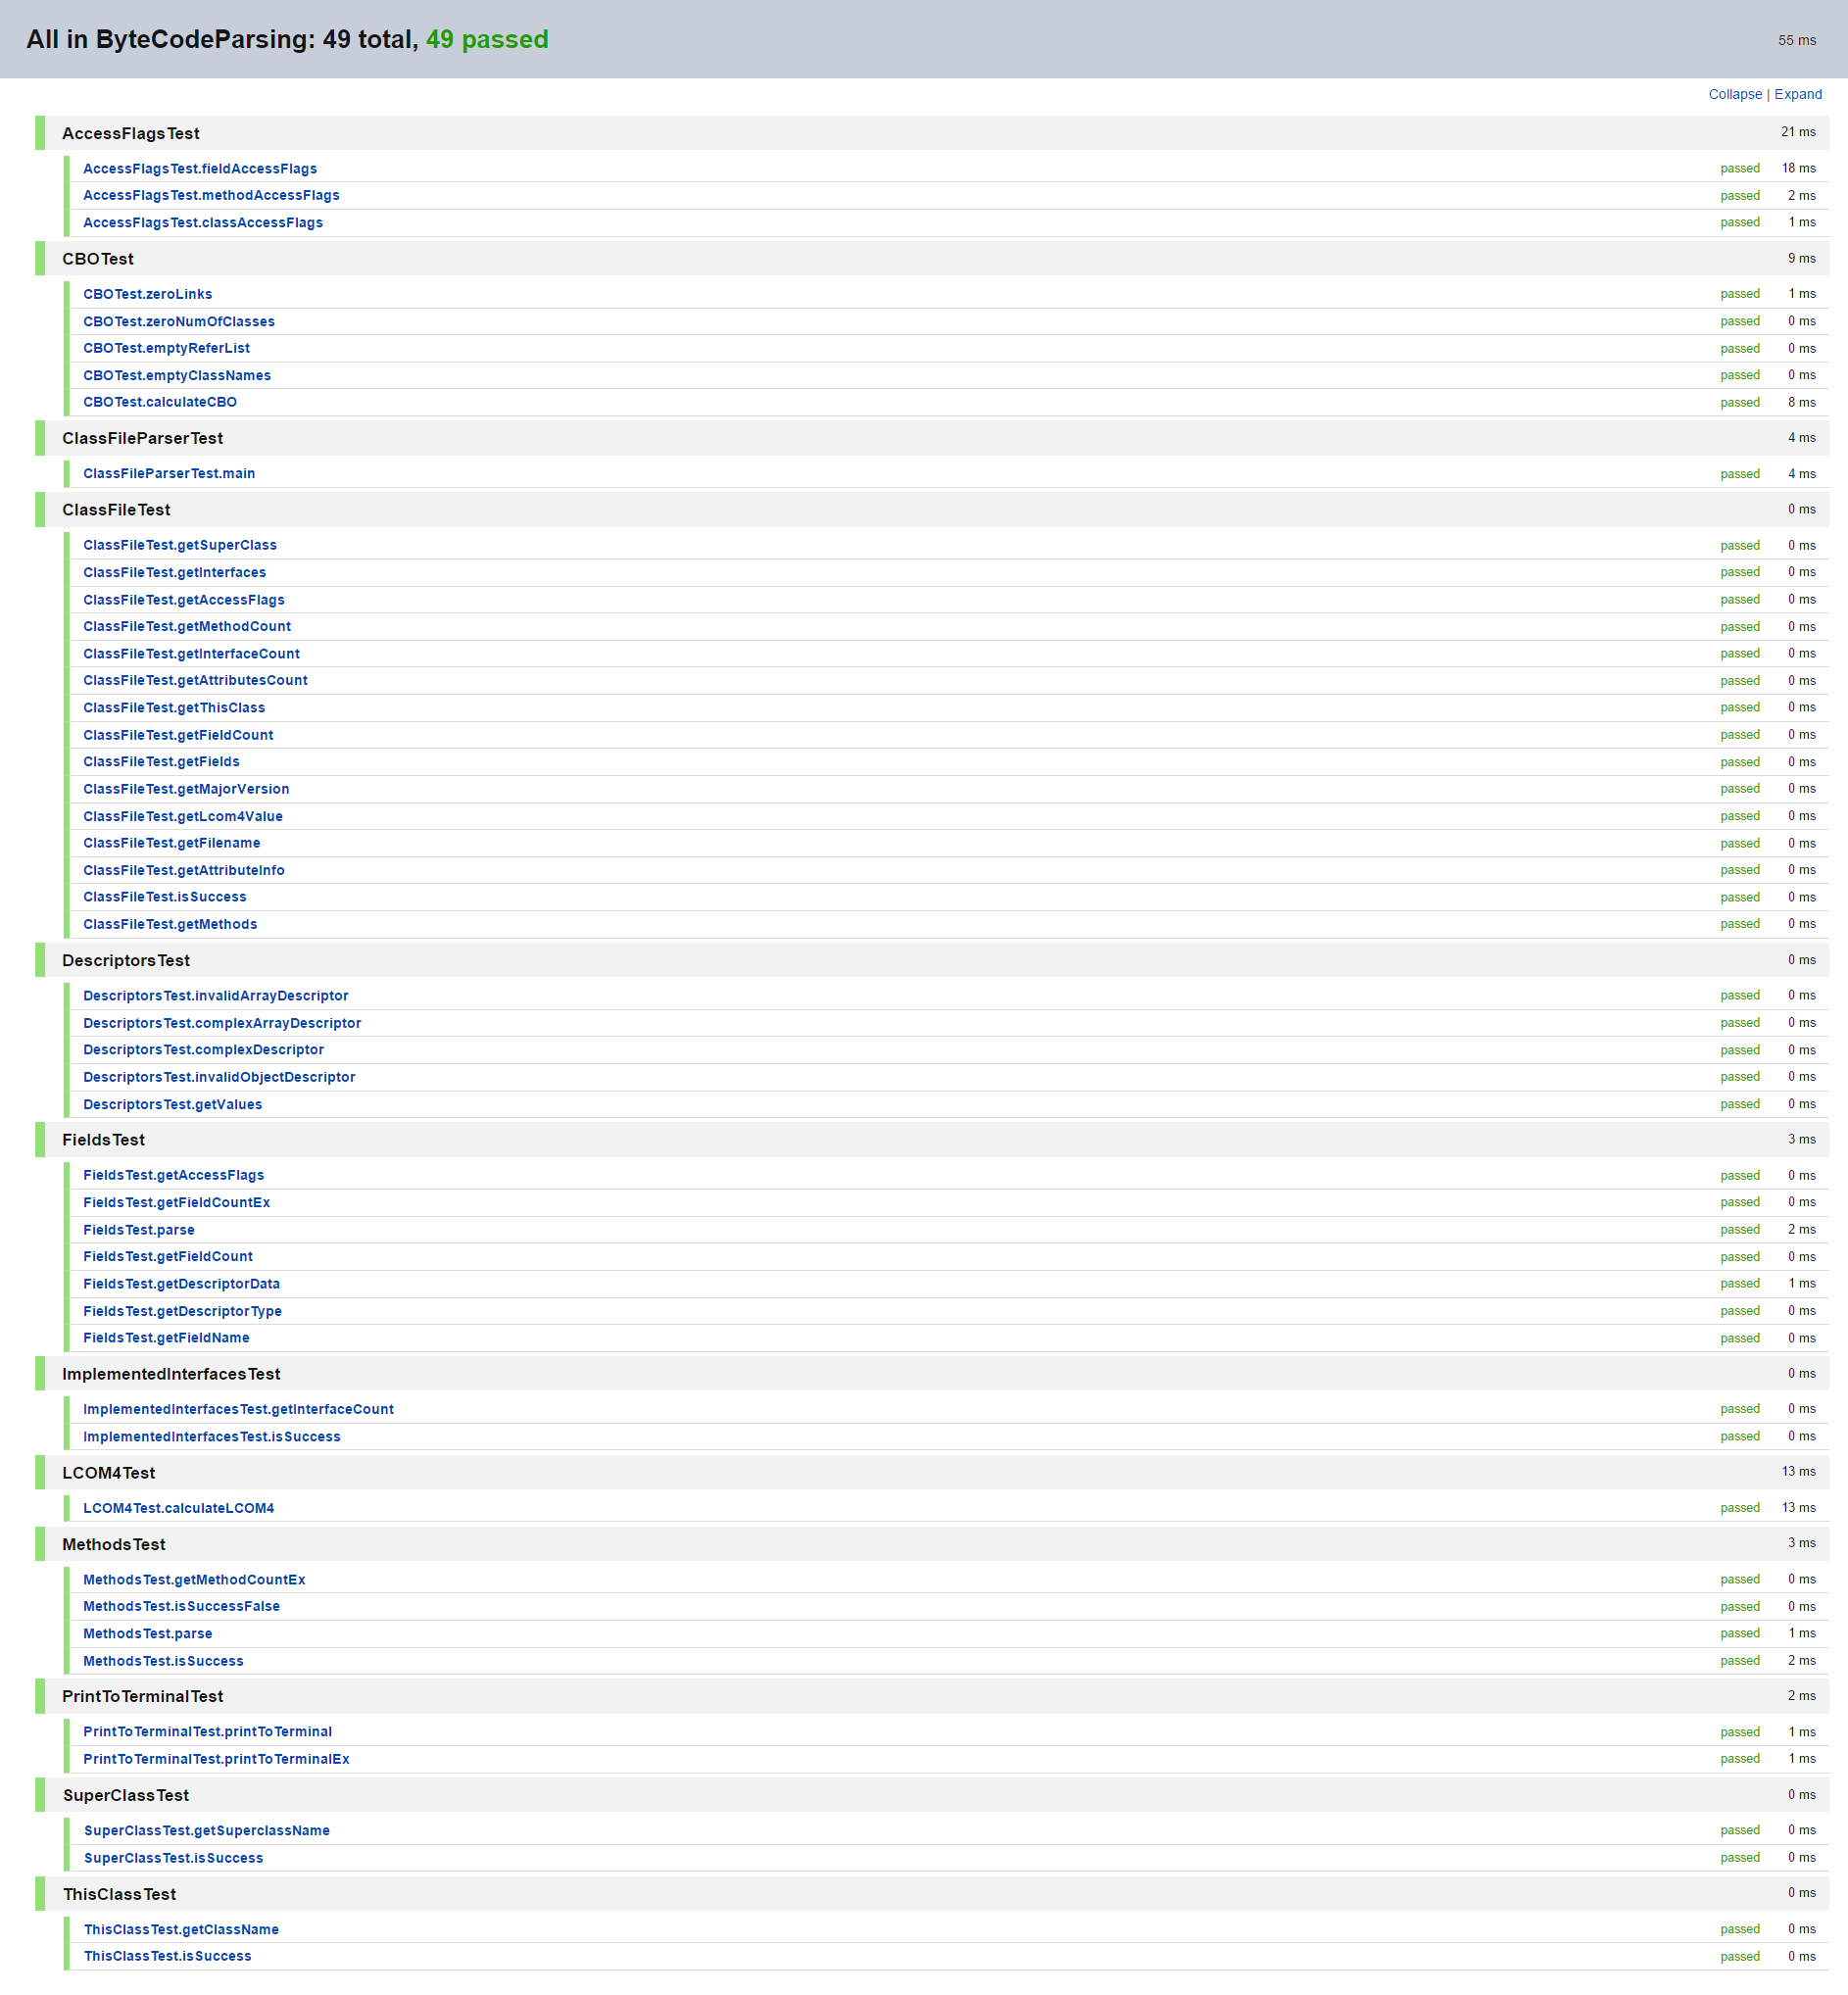 All in ByteCodeParsing: 49 total, 49 passed 55 ms
Collapse | Expand
AccessFlagsTest 21 ms
AccessFlagsTest.fieldAccessFlags passed 18 ms
AccessFlagsTest.methodAccessFlags passed 2 ms
AccessFlagsTest.classAccessFlags passed 1 ms
CBOTest 9 ms
CBOTest.zeroLinks passed 1 ms
CBOTest.zeroNumOfClasses passed 0 ms
CBOTest.emptyReferList passed 0 ms
CBOTest.emptyClassNames passed 0 ms
CBOTest.calculateCBO passed 8 ms
ClassFileParserTest 4 ms
ClassFileParserTest.main passed 4 ms
ClassFileTest 0 ms
ClassFileTest.getSuperClass passed 0 ms
ClassFileTest.getInterfaces passed 0 ms
ClassFileTest.getAccessFlags passed 0 ms
ClassFileTest.getMethodCount passed 0 ms
ClassFileTest.getInterfaceCount passed 0 ms
ClassFileTest.getAttributesCount passed 0 ms
ClassFileTest.getThisClass passed 0 ms
ClassFileTest.getFieldCount passed 0 ms
ClassFileTest.getFields passed 0 ms
ClassFileTest.getMajorVersion passed 0 ms
ClassFileTest.getLcom4Value passed 0 ms
ClassFileTest.getFilename passed 0 ms
ClassFileTest.getAttributeInfo passed 0 ms
ClassFileTest.isSuccess passed 0 ms
ClassFileTest.getMethods passed 0 ms
DescriptorsTest 0 ms
DescriptorsTest.invalidArrayDescriptor passed 0 ms
DescriptorsTest.complexArrayDescriptor passed 0 ms
DescriptorsTest.complexDescriptor passed 0 ms
DescriptorsTest.invalidObjectDescriptor passed 0 ms
DescriptorsTest.getValues passed 0 ms
FieldsTest 3 ms
FieldsTest.getAccessFlags passed 0 ms
FieldsTest.getFieldCountEx passed 0 ms
FieldsTest.parse passed 2 ms
FieldsTest.getFieldCount passed 0 ms
FieldsTest.getDescriptorData passed 1 ms
FieldsTest.getDescriptorType passed 0 ms
FieldsTest.getFieldName passed 0 ms
ImplementedInterfacesTest 0 ms
ImplementedInterfacesTest.getInterfaceCount passed 0 ms
ImplementedInterfacesTest.isSuccess passed 0 ms
LCOM4Test 13 ms
LCOM4Test.calculateLCOM4 passed 13 ms
MethodsTest 3 ms
MethodsTest.getMethodCountEx passed 0 ms
MethodsTest.isSuccessFalse passed 0 ms
MethodsTest.parse passed 1 ms
MethodsTest.isSuccess passed 2 ms
PrintToTerminalTest 2 ms
PrintToTerminalTest.printToTerminal passed 1 ms
PrintToTerminalTest.printToTerminalEx passed 1 ms
SuperClassTest 0 ms
SuperClassTest.getSuperclassName passed 0 ms
SuperClassTest.isSuccess passed 0 ms
ThisClassTest 0 ms
ThisClassTest.getClassName passed 0 ms
ThisClassTest.isSuccess passed 0 ms